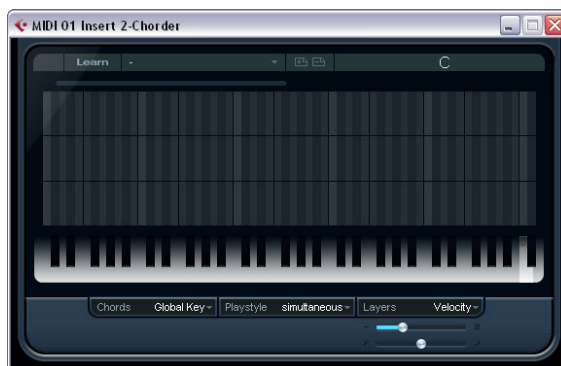 MIDI 01 Insert 2-Chorder
Learn - C
Chords Global Key Playstyle simultaneous Layers Velocity